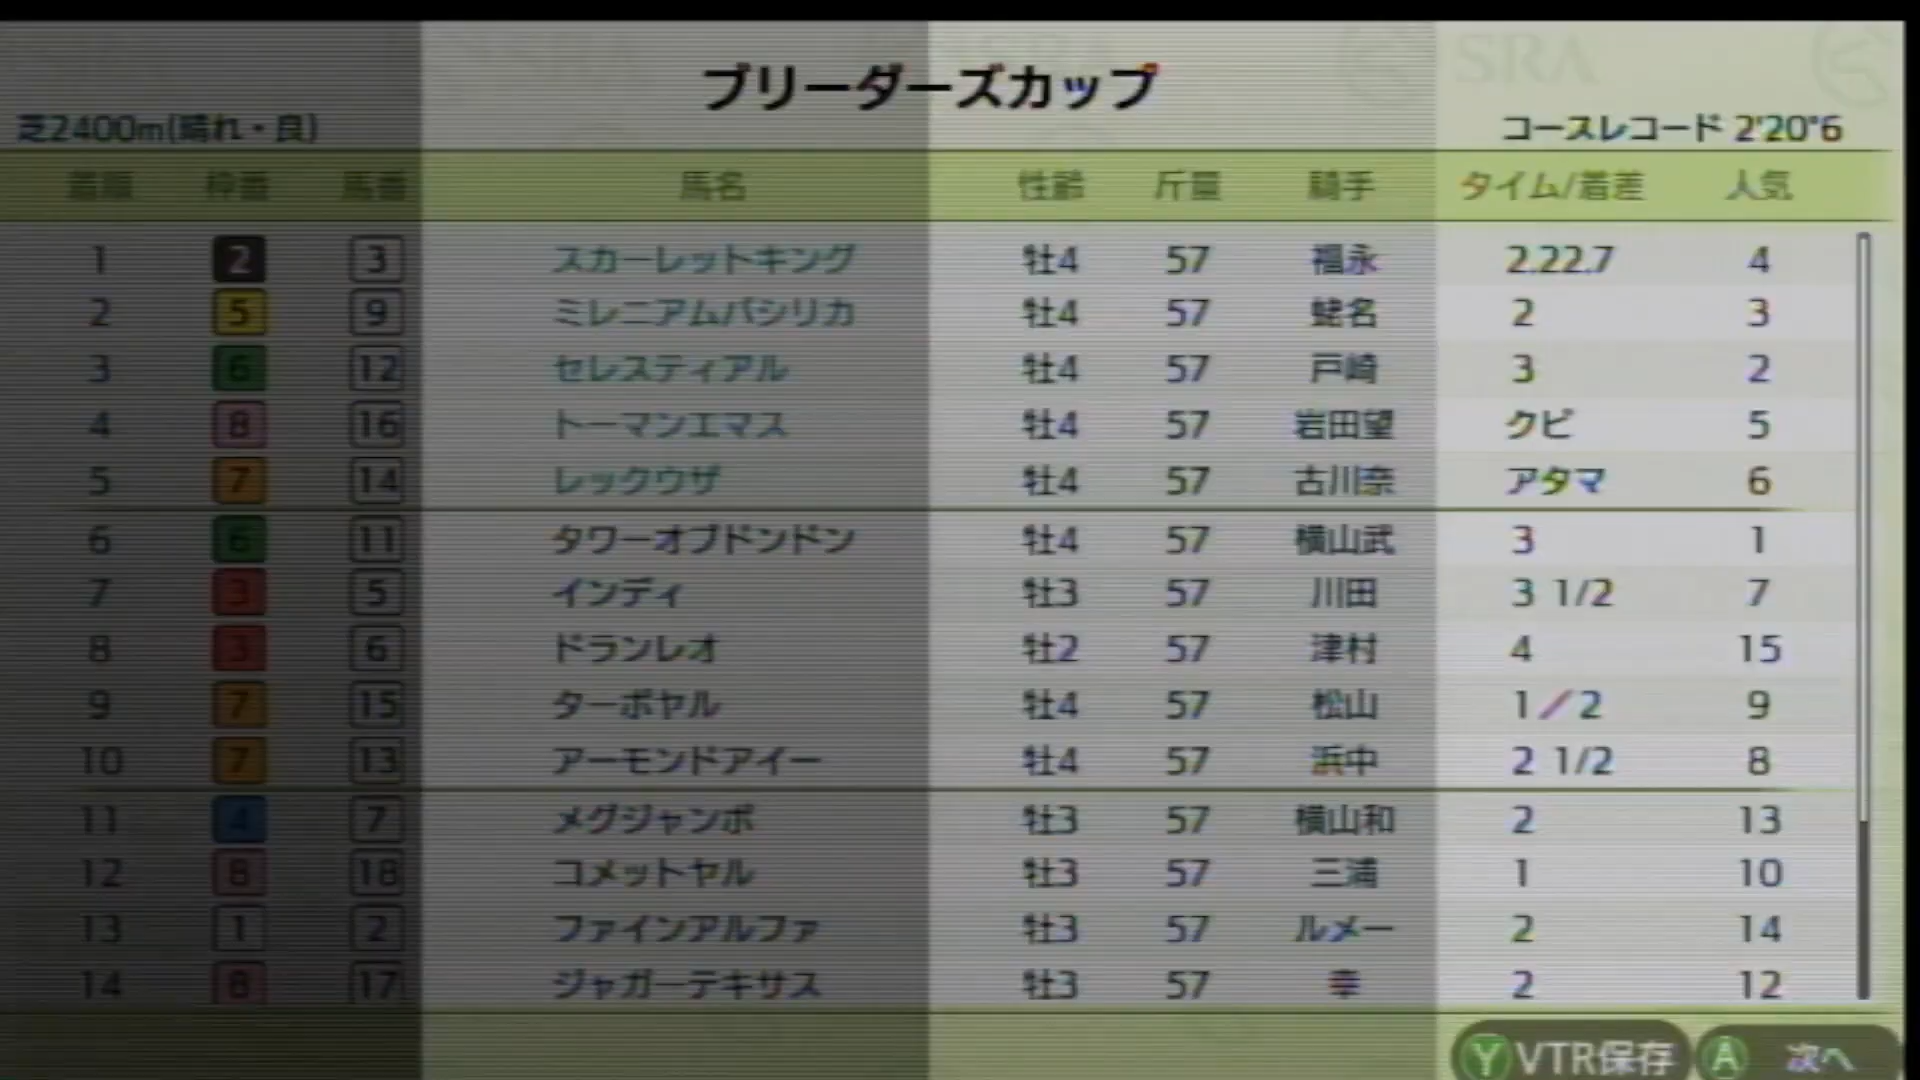 SRA
ブリーダーズカップ
芝2400m(晴れ・良) コースレコード 2'20"6
着順 枠番 馬番 馬名 性齢 斤量 騎手 タイム/着差 人気
1 2 3 スカーレットキング 牡4 57 福永 2.22.7 4
2 5 9 ミレニアムバシリカ 牡4 57 蛯名 2 3
3 6 12 セレスティアル 牡4 57 戸崎 3 2
4 8 16 トーマンエマス 牡4 57 岩田望 クビ 5
5 7 14 レックウザ 牡4 57 古川奈 アタマ 6
6 6 11 タワーオブドンドン 牡4 57 横山武 3 1
7 3 5 インディ 牡3 57 川田 3 1/2 7
8 3 6 ドランレオ 牡2 57 津村 4 15
9 7 15 ターボヤル 牡4 57 松山 1/2 9
10 7 13 アーモンドアイー 牡4 57 浜中 2 1/2 8
11 4 7 メグジャンボ 牡3 57 横山和 2 13
12 8 18 コメットヤル 牡3 57 三浦 1 10
13 1 2 ファインアルファ 牡3 57 ルメー 2 14
14 8 17 ジャガーテキサス 牡3 57 幸 2 12
Y VTR保存 A 次へ